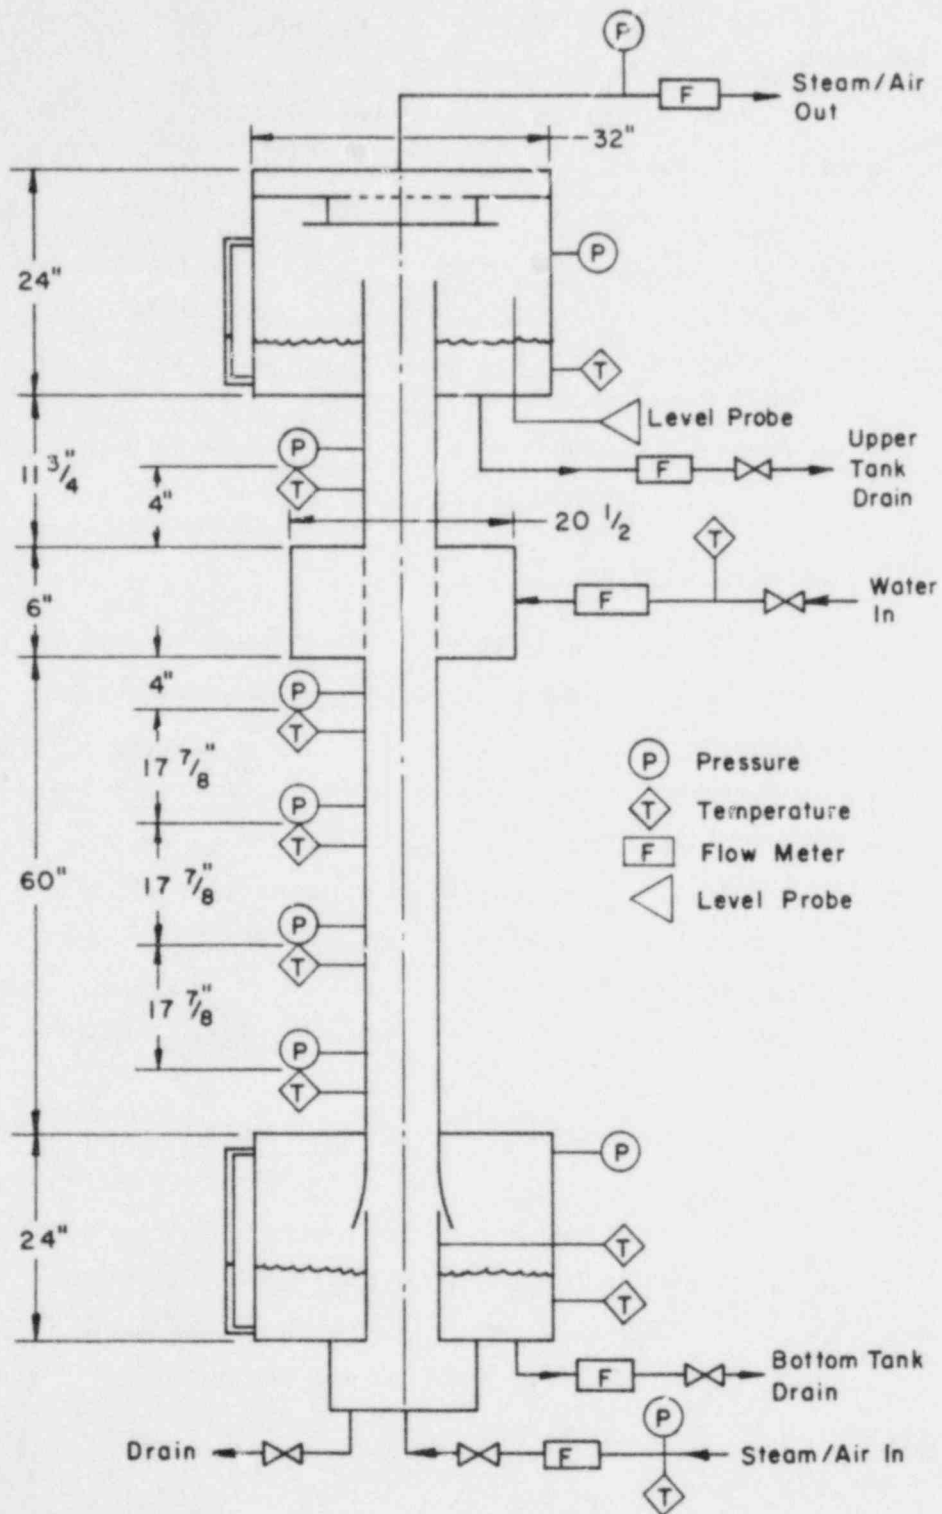 P
F
Steam/Air
Out
32"
24"
P
T
Level Probe
Upper
Tank
Drain
F
11 3/4"
P
T
4"
20 1/2
T
6"
F
Water
In
4"
P
T
17 7/8"
P
T
17 7/8"
60"
P
T
17 7/8"
P
T
P Pressure
T Temperature
F Flow Meter
Level Probe
24"
P
T
T
F
Bottom Tank
Drain
P
Drain
F
Steam/Air In
T